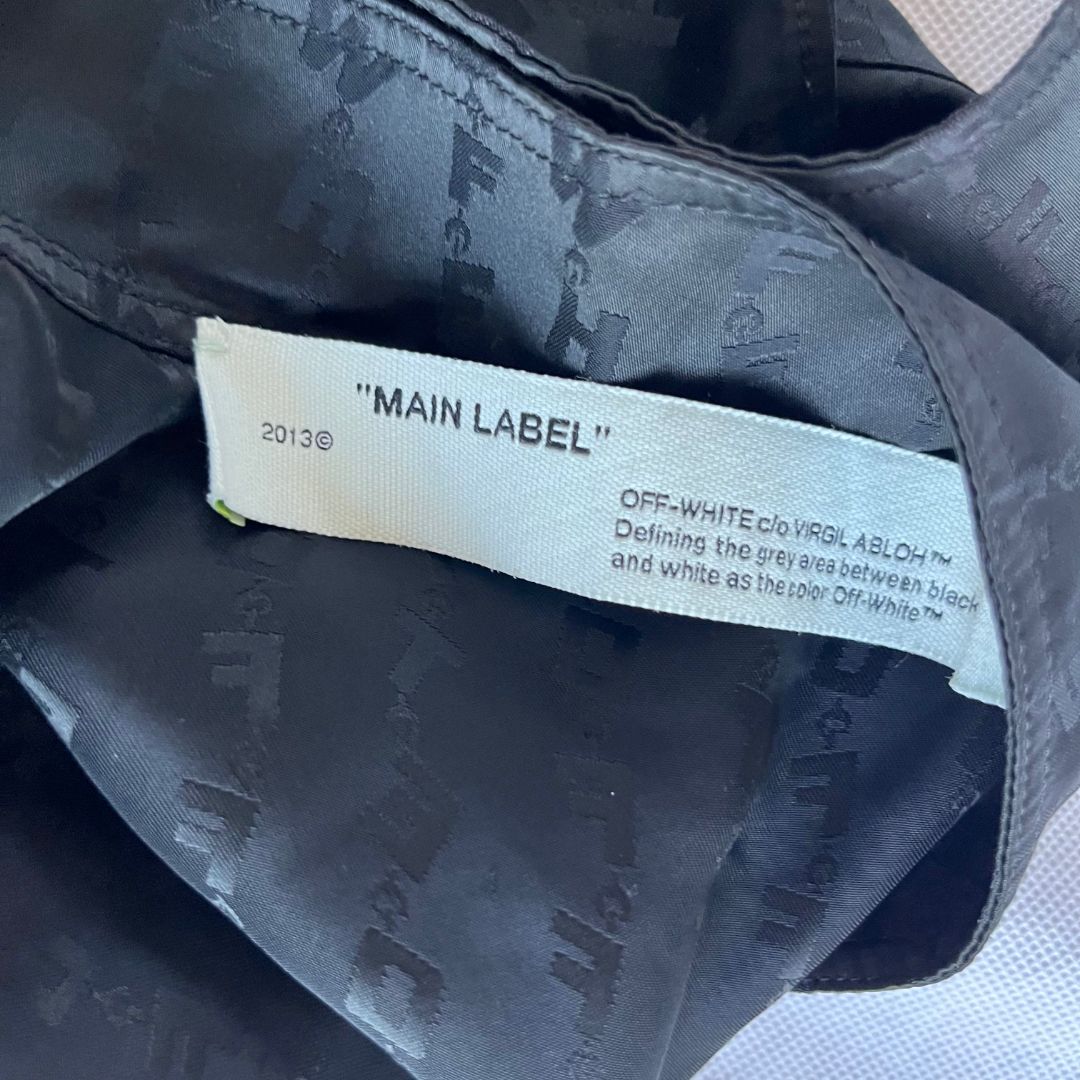 "MAIN LABEL"
2013©
OFF-WHITE c/o VIRGIL ABLOH™
Defining the grey area between black
and white as the color Off-White™